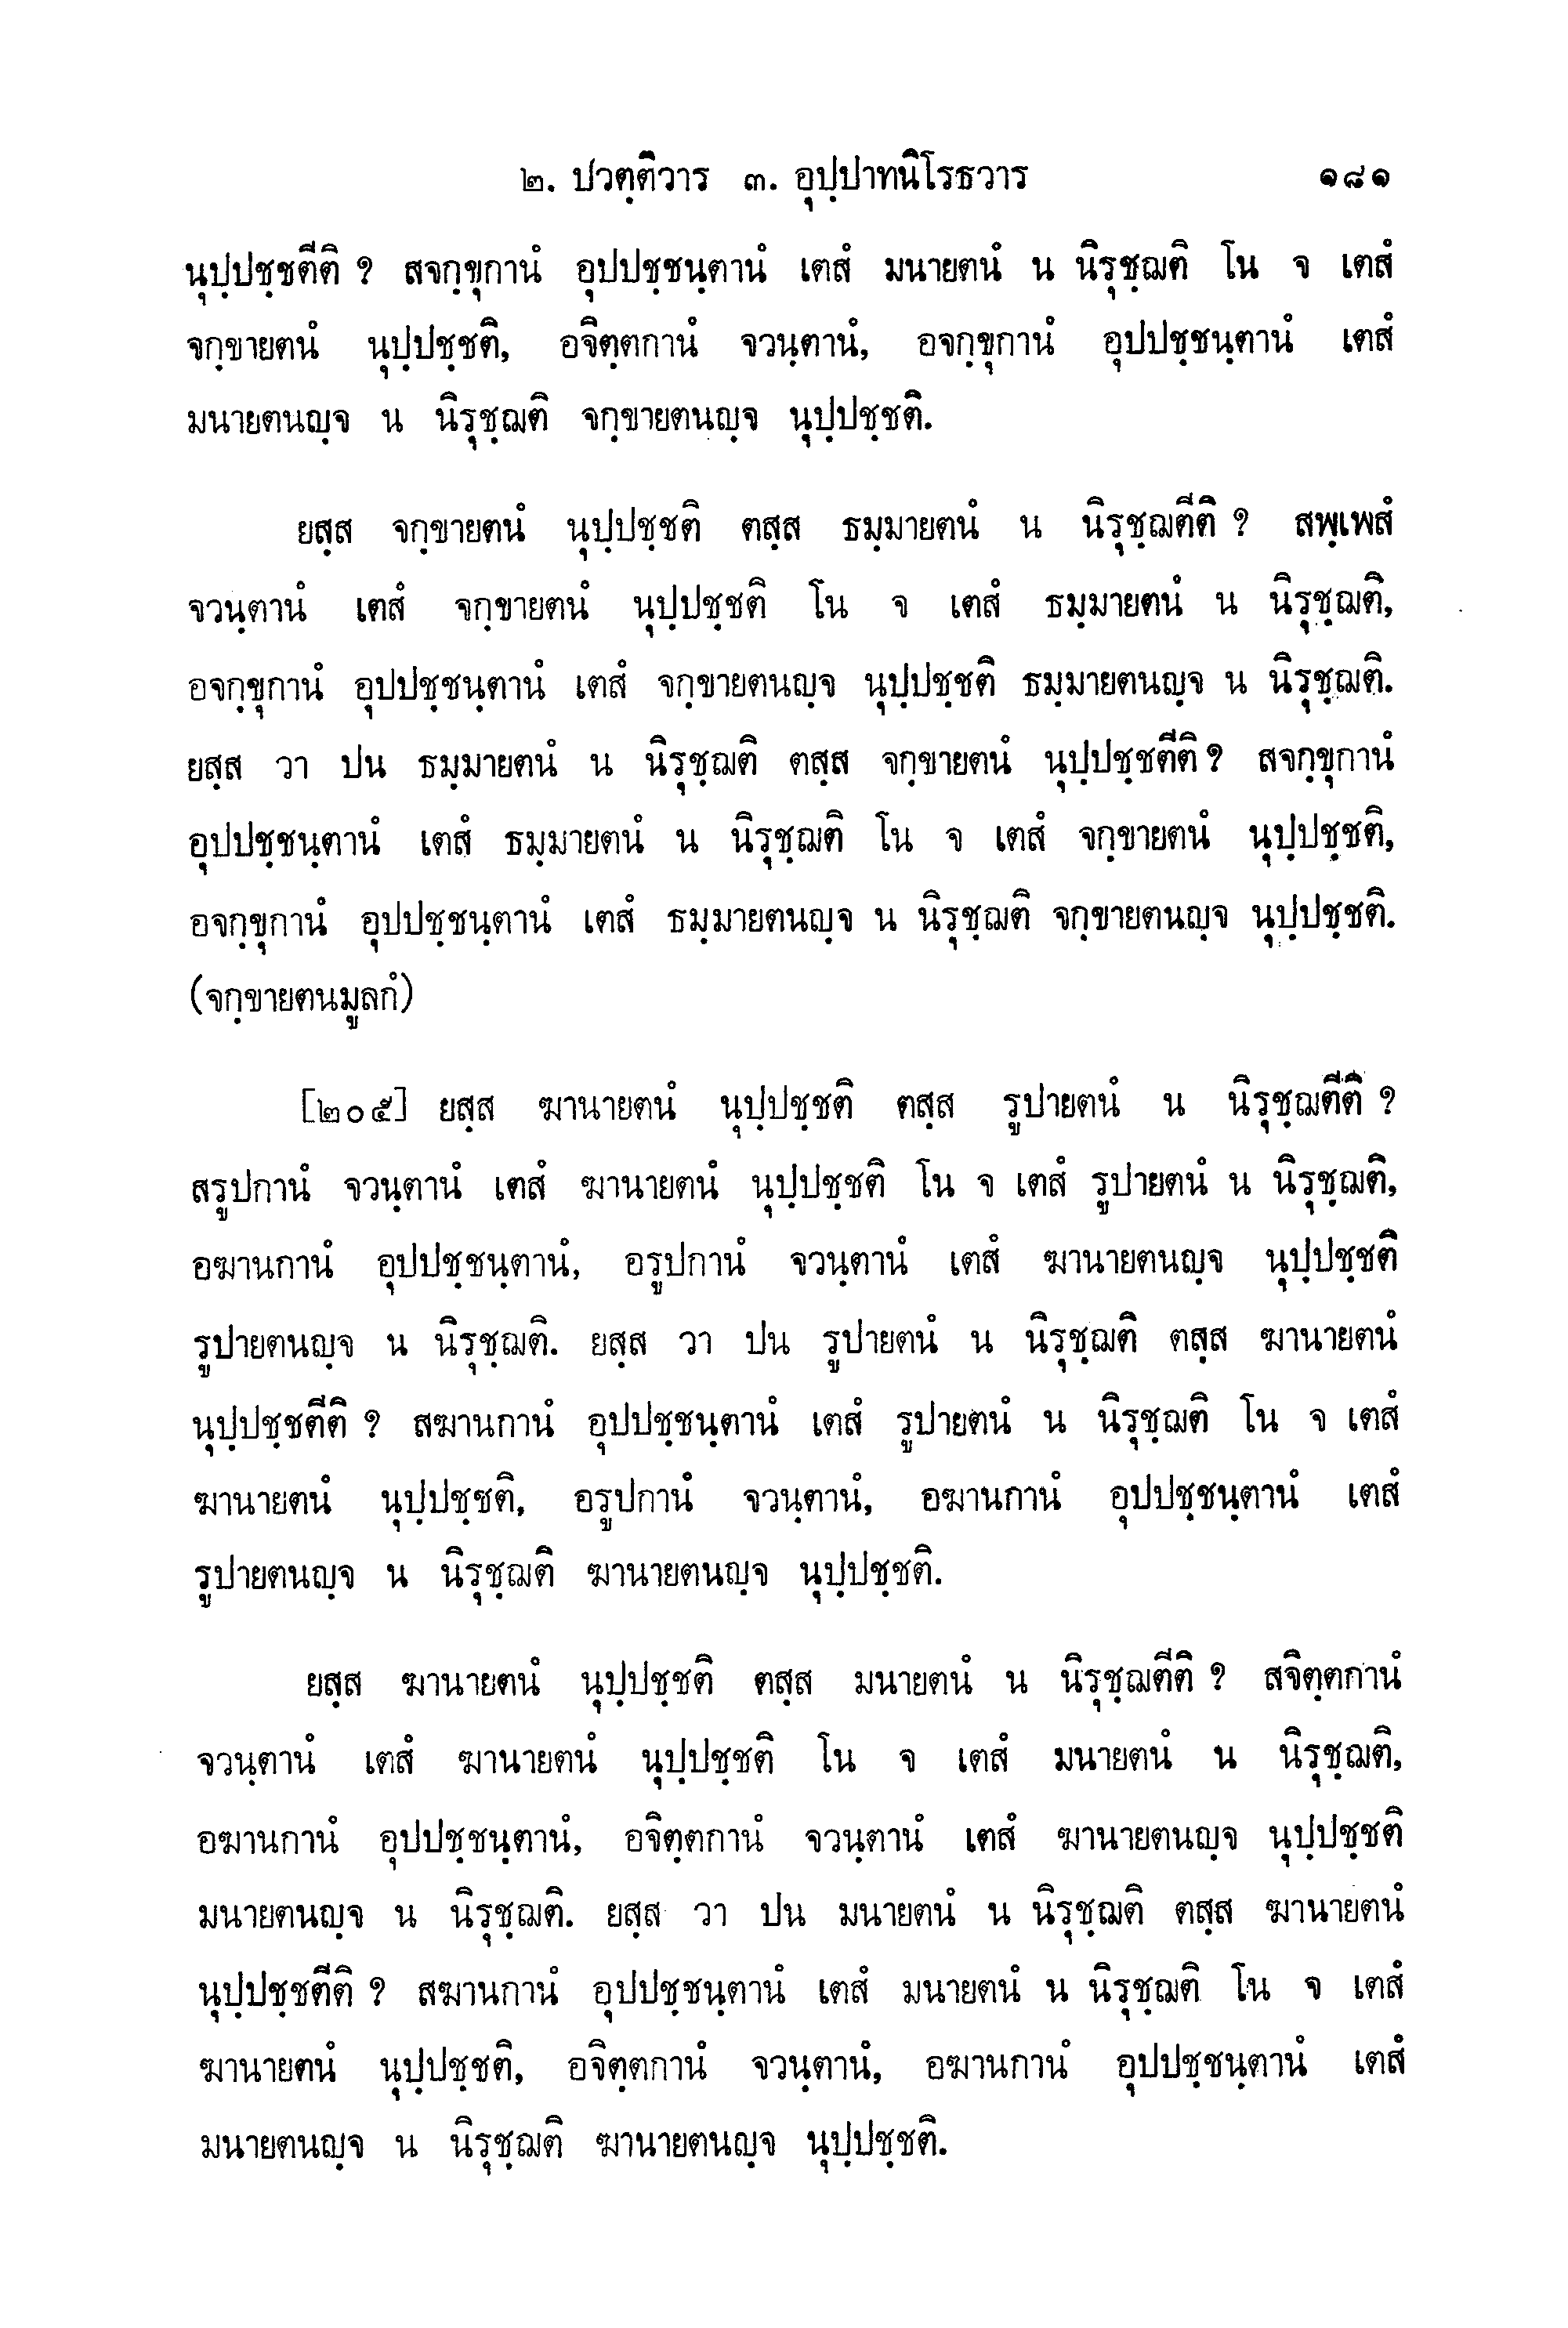 ๒. ปวตฺติวาร ๓. อุปฺปาทนิโรธวาร ๑๘๑
นุปฺปชฺชตีติ ? สจกฺขุกานํ อุปปชฺชนฺตานํ เตสํ มนายตนํ น นิรุชฺฌติ โน จ เตสํ
จกฺขายตนํ นุปฺปชฺชติ, อจิตฺตกานํ จวนฺตานํ, อจกฺขุกานํ อุปปชฺชนฺตานํ เตสํ
มนายตนญฺจ น นิรุชฺฌติ จกฺขายตนญฺจ นุปฺปชฺชติ.
ยสฺส จกฺขายตนํ นุปฺปชฺชติ ตสฺส ธมฺมายตนํ น นิรุชฺฌตีติ ? สพฺเพสํ
จวนฺตานํ เตสํ จกฺขายตนํ นุปฺปชฺชติ โน จ เตสํ ธมฺมายตนํ น นิรุชฺฌติ,
อจกฺขุกานํ อุปปชฺชนฺตานํ เตสํ จกฺขายตนญฺจ นุปฺปชฺชติ ธมฺมายตนญฺจ น นิรุชฺฌติ.
ยสฺส วา ปน ธมฺมายตนํ น นิรุชฺฌติ ตสฺส จกฺขายตนํ นุปฺปชฺชตีติ ? สจกฺขุกานํ
อุปปชฺชนฺตานํ เตสํ ธมฺมายตนํ น นิรุชฺฌติ โน จ เตสํ จกฺขายตนํ นุปฺปชฺชติ,
อจกฺขุกานํ อุปปชฺชนฺตานํ เตสํ ธมฺมายตนญฺจ น นิรุชฺฌติ จกฺขายตนญฺจ นุปฺปชฺชติ.
(จกฺขายตนมูลกํ)
[๒๐๕] ยสฺส ฆานายตนํ นุปฺปชฺชติ ตสฺส รูปายตนํ น นิรุชฺฌตีติ ?
สรูปกานํ จวนฺตานํ เตสํ ฆานายตนํ นุปฺปชฺชติ โน จ เตสํ รูปายตนํ น นิรุชฺฌติ,
อฆานกานํ อุปปชฺชนฺตานํ, อรูปกานํ จวนฺตานํ เตสํ ฆานายตนญฺจ นุปฺปชฺชติ
รูปายตนญฺจ น นิรุชฺฌติ. ยสฺส วา ปน รูปายตนํ น นิรุชฺฌติ ตสฺส ฆานายตนํ
นุปฺปชฺชตีติ ? สฆานกานํ อุปปชฺชนฺตานํ เตสํ รูปายตนํ น นิรุชฺฌติ โน จ เตสํ
ฆานายตนํ นุปฺปชฺชติ, อรูปกานํ จวนฺตานํ, อฆานกานํ อุปปชฺชนฺตานํ เตสํ
รูปายตนญฺจ น นิรุชฺฌติ ฆานายตนญฺจ นุปฺปชฺชติ.
ยสฺส ฆานายตนํ นุปฺปชฺชติ ตสฺส มนายตนํ น นิรุชฺฌตีติ ? สจิตฺตกานํ
จวนฺตานํ เตสํ ฆานายตนํ นุปฺปชฺชติ โน จ เตสํ มนายตนํ น นิรุชฺฌติ,
อฆานกานํ อุปปชฺชนฺตานํ, อจิตฺตกานํ จวนฺตานํ เตสํ ฆานายตนญฺจ นุปฺปชฺชติ
มนายตนญฺจ น นิรุชฺฌติ. ยสฺส วา ปน มนายตนํ น นิรุชฺฌติ ตสฺส ฆานายตนํ
นุปฺปชฺชตีติ ? สฆานกานํ อุปปชฺชนฺตานํ เตสํ มนายตนํ น นิรุชฺฌติ โน จ เตสํ
ฆานายตนํ นุปฺปชฺชติ, อจิตฺตกานํ จวนฺตานํ, อฆานกานํ อุปปชฺชนฺตานํ เตสํ
มนายตนญฺจ น นิรุชฺฌติ ฆานายตนญฺจ นุปฺปชฺชติ.